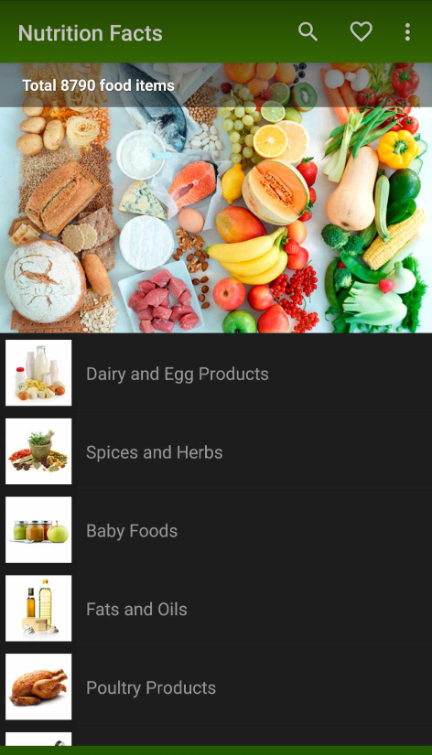 Nutrition Facts
Total 8790 food items
Dairy and Egg Products
Spices and Herbs
Baby Foods
Fats and Oils
Poultry Products